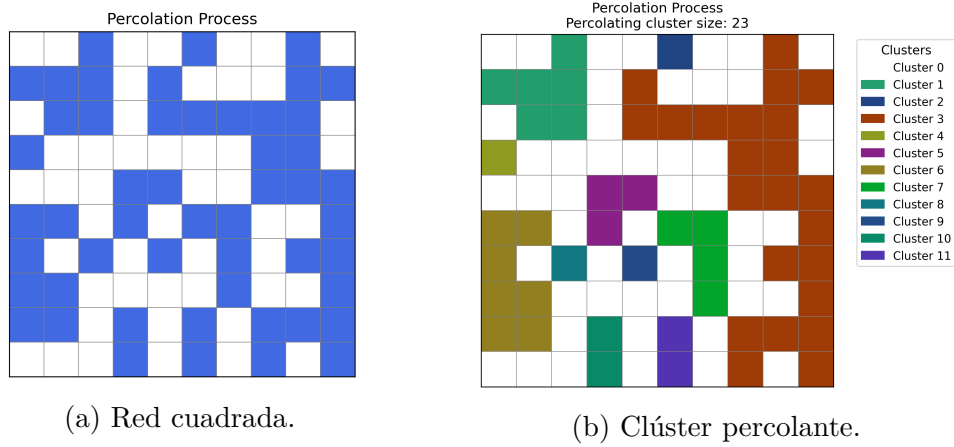 Percolation Process
(a) Red cuadrada.
Percolation Process
Percolating cluster size: 23
Clusters
Cluster 0
Cluster 1
Cluster 2
Cluster 3
Cluster 4
Cluster 5
Cluster 6
Cluster 7
Cluster 8
Cluster 9
Cluster 10
Cluster 11
(b) Clúster percolante.